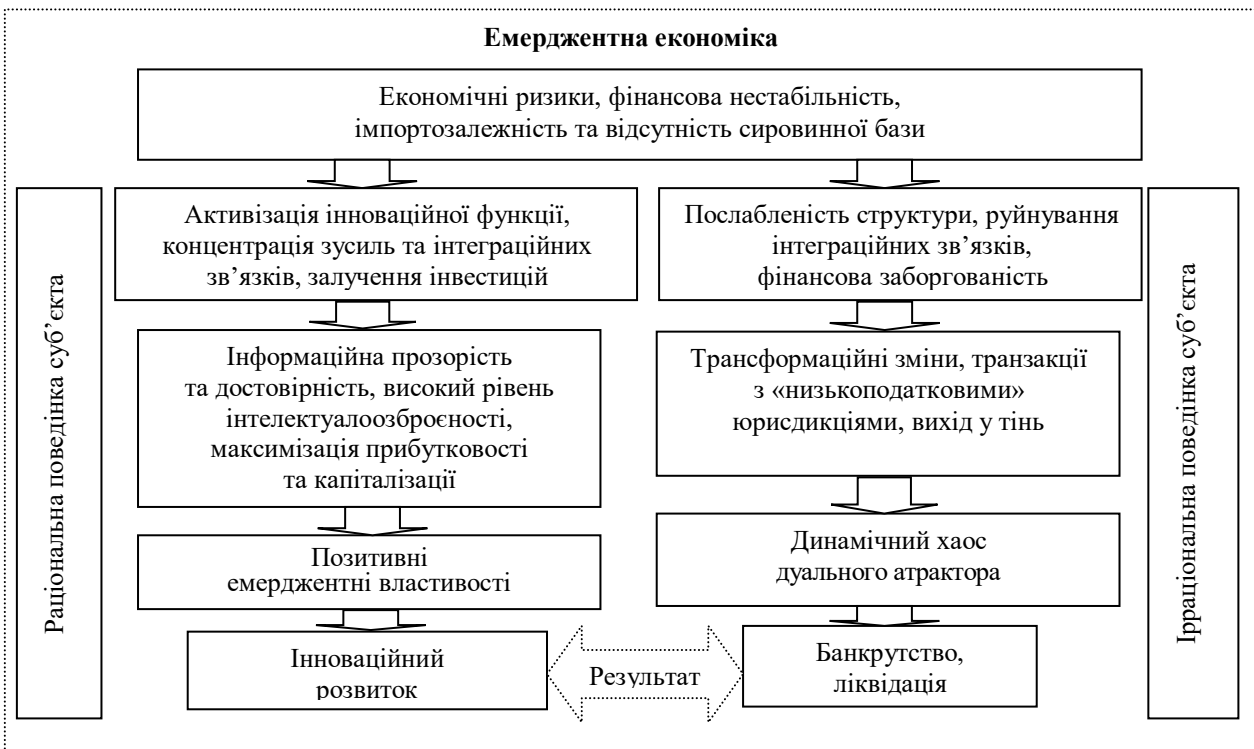 Емерджентна економіка
Економічні ризики, фінансова нестабільність,
імпортозалежність та відсутність сировинної бази
Раціональна поведінка суб’єкта
Активізація інноваційної функції,
концентрація зусиль та інтеграційних
зв’язків, залучення інвестицій
Інформаційна прозорість
та достовірність, високий рівень
інтелектуалоозброєності,
максимізація прибутковості
та капіталізації
Позитивні
емерджентні властивості
Інноваційний
розвиток
Результат
Послабленість структури, руйнування
інтеграційних зв’язків,
фінансова заборгованість
Трансформаційні зміни, транзакції
з «низькоподатковими»
юрисдикціями, вихід у тінь
Динамічний хаос
дуального атрактора
Банкрутство,
ліквідація
Ірраціональна поведінка суб’єкта